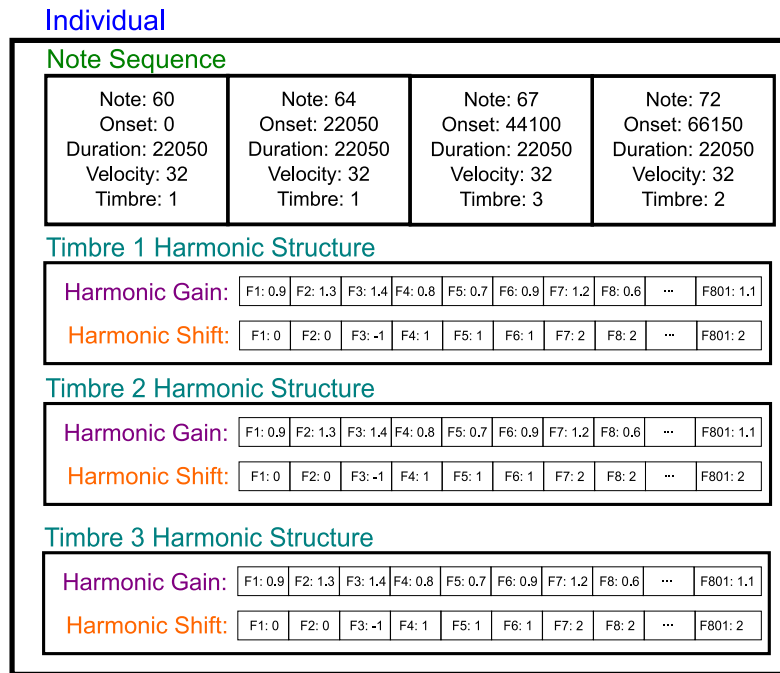 Individual
Note Sequence
Note: 60
Onset: 0
Duration: 22050
Velocity: 32
Timbre: 1
Note: 64
Onset: 22050
Duration: 22050
Velocity: 32
Timbre: 1
Note: 67
Onset: 44100
Duration: 22050
Velocity: 32
Timbre: 3
Note: 72
Onset: 66150
Duration: 22050
Velocity: 32
Timbre: 2
Timbre 1 Harmonic Structure
Harmonic Gain: F1: 0.9 F2: 1.3 F3: 1.4 F4: 0.8 F5: 0.7 F6: 0.9 F7: 1.2 F8: 0.6 ... F801: 1.1
Harmonic Shift: F1: 0 F2: 0 F3: -1 F4: 1 F5: 1 F6: 1 F7: 2 F8: 2 ... F801: 2
Timbre 2 Harmonic Structure
Harmonic Gain: F1: 0.9 F2: 1.3 F3: 1.4 F4: 0.8 F5: 0.7 F6: 0.9 F7: 1.2 F8: 0.6 ... F801: 1.1
Harmonic Shift: F1: 0 F2: 0 F3: -1 F4: 1 F5: 1 F6: 1 F7: 2 F8: 2 ... F801: 2
Timbre 3 Harmonic Structure
Harmonic Gain: F1: 0.9 F2: 1.3 F3: 1.4 F4: 0.8 F5: 0.7 F6: 0.9 F7: 1.2 F8: 0.6 ... F801: 1.1
Harmonic Shift: F1: 0 F2: 0 F3: -1 F4: 1 F5: 1 F6: 1 F7: 2 F8: 2 ... F801: 2